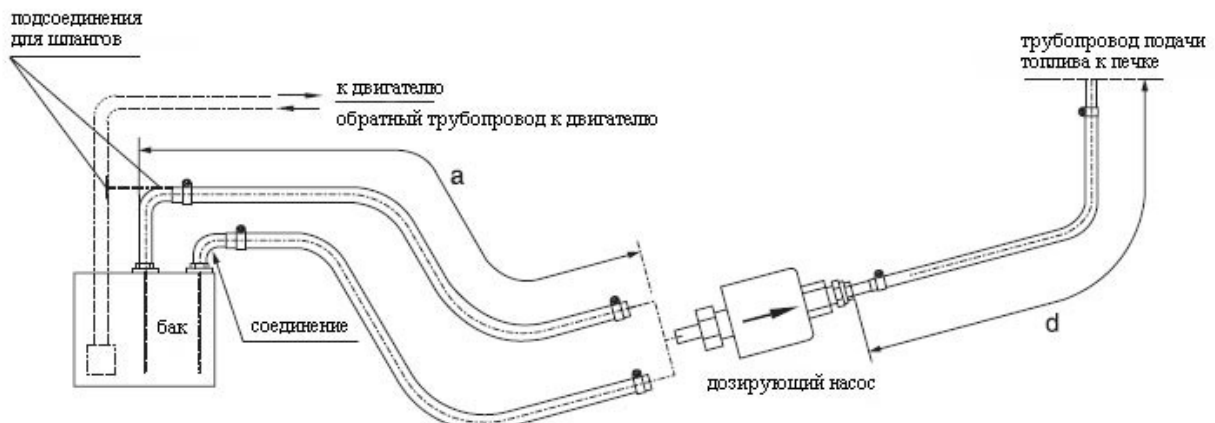 подсоединения
для шлангов
к двигателю
обратный трубопровод к двигателю
трубопровод подачи
топлива к печке
a
бак
соединение
d
дозирующий насос